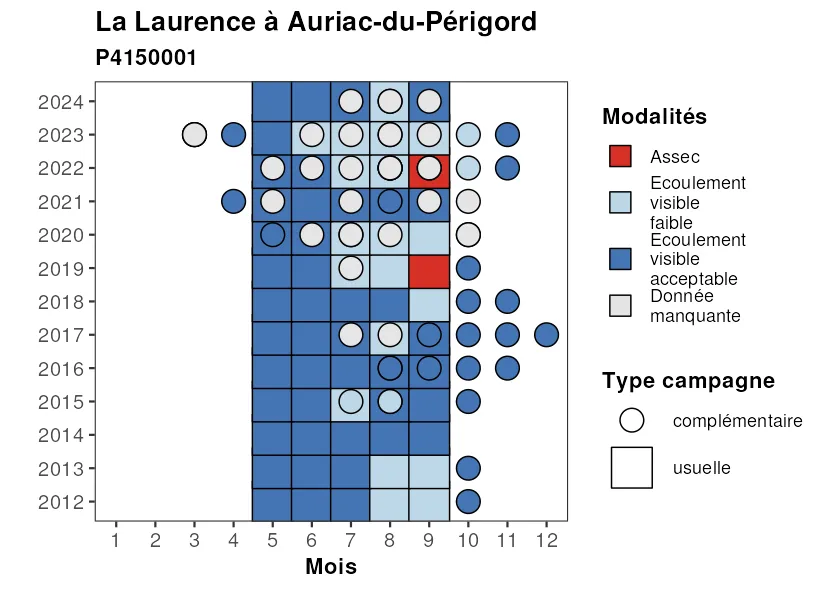 La Laurence à Auriac-du-Périgord
P4150001
2024
2023
2022
2021
2020
2019
2018
2017
2016
2015
2014
2013
2012
1 2 3 4 5 6 7 8 9 10 11 12
Mois
Modalités
Assec
Ecoulement
visible
faible
Ecoulement
visible
acceptable
Donnée
manquante
Type campagne
complémentaire
usuelle